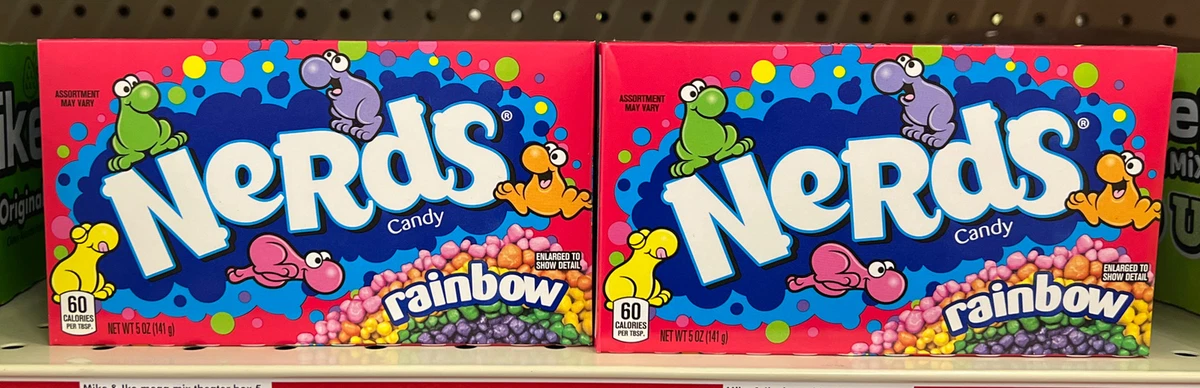 ASSORTMENT
MAY VARY
NeRdS®
Candy
rainbow
ENLARGED TO
SHOW DETAIL
60
CALORIES
PER TBSP.
NET WT 5 OZ (141 g)
ASSORTMENT
MAY VARY
NeRdS®
Candy
rainbow
ENLARGED TO
SHOW DETAIL
60
CALORIES
PER TBSP.
NET WT 5 OZ (141 g)